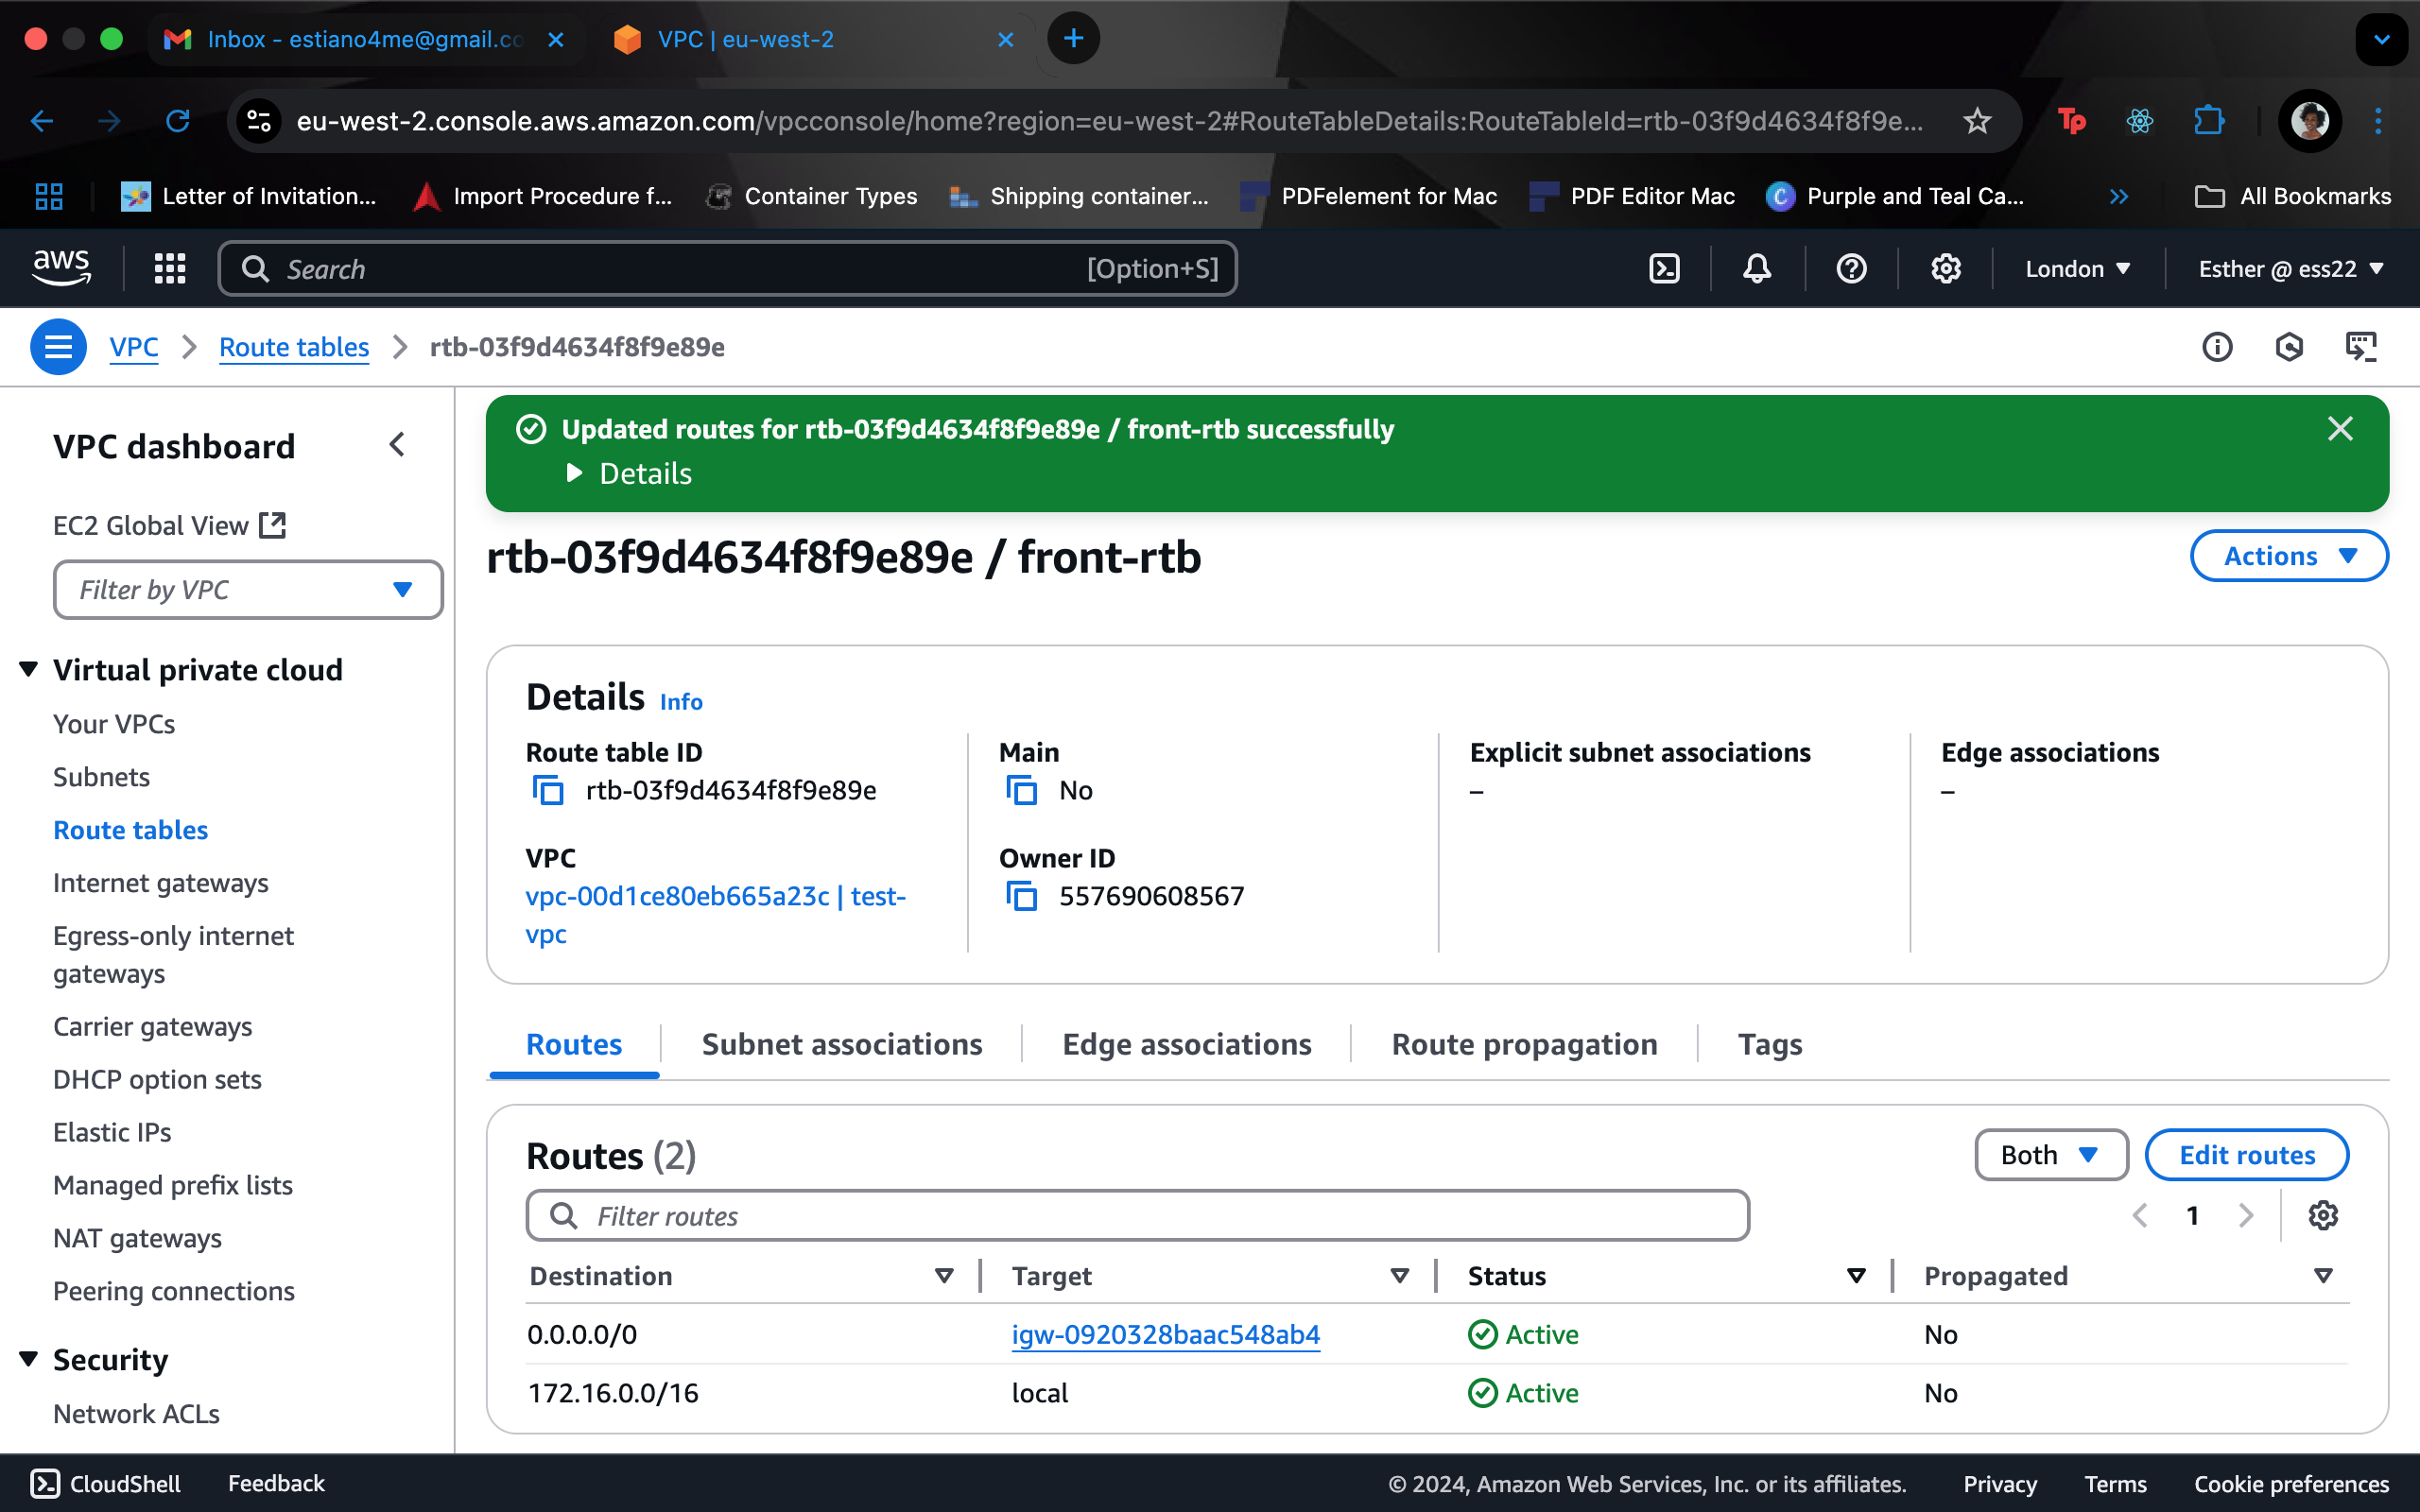 Inbox - estiano4me@gmail.co
VPC | eu-west-2
eu-west-2.console.aws.amazon.com/vpcconsole/home?region=eu-west-2#RouteTableDetails:RouteTableId=rtb-03f9d4634f8f9e...
Tp
Letter of Invitation...
Import Procedure f...
Container Types
Shipping container...
PDFelement for Mac
PDF Editor Mac
C
Purple and Teal Ca...
All Bookmarks
aws
Search
[Option+S]
London
Esther @ ess22
VPC
Route tables
rtb-03f9d4634f8f9e89e
VPC dashboard
EC2 Global View
Filter by VPC
Virtual private cloud
Your VPCs
Subnets
Route tables
Internet gateways
Egress-only internet
gateways
Carrier gateways
DHCP option sets
Elastic IPs
Managed prefix lists
NAT gateways
Peering connections
Security
Network ACLs
Updated routes for rtb-03f9d4634f8f9e89e / front-rtb successfully
Details
rtb-03f9d4634f8f9e89e / front-rtb
Actions
Details Info
Route table ID
rtb-03f9d4634f8f9e89e
Main
No
Explicit subnet associations
–
Edge associations
–
VPC
vpc-00d1ce80eb665a23c | test-
vpc
Owner ID
557690608567
Routes
Subnet associations
Edge associations
Route propagation
Tags
Routes (2)
Both
Edit routes
Filter routes
1
Destination Target Status Propagated
0.0.0.0/0 igw-0920328baac548ab4 Active No
172.16.0.0/16 local Active No
CloudShell
Feedback
© 2024, Amazon Web Services, Inc. or its affiliates.
Privacy
Terms
Cookie preferences